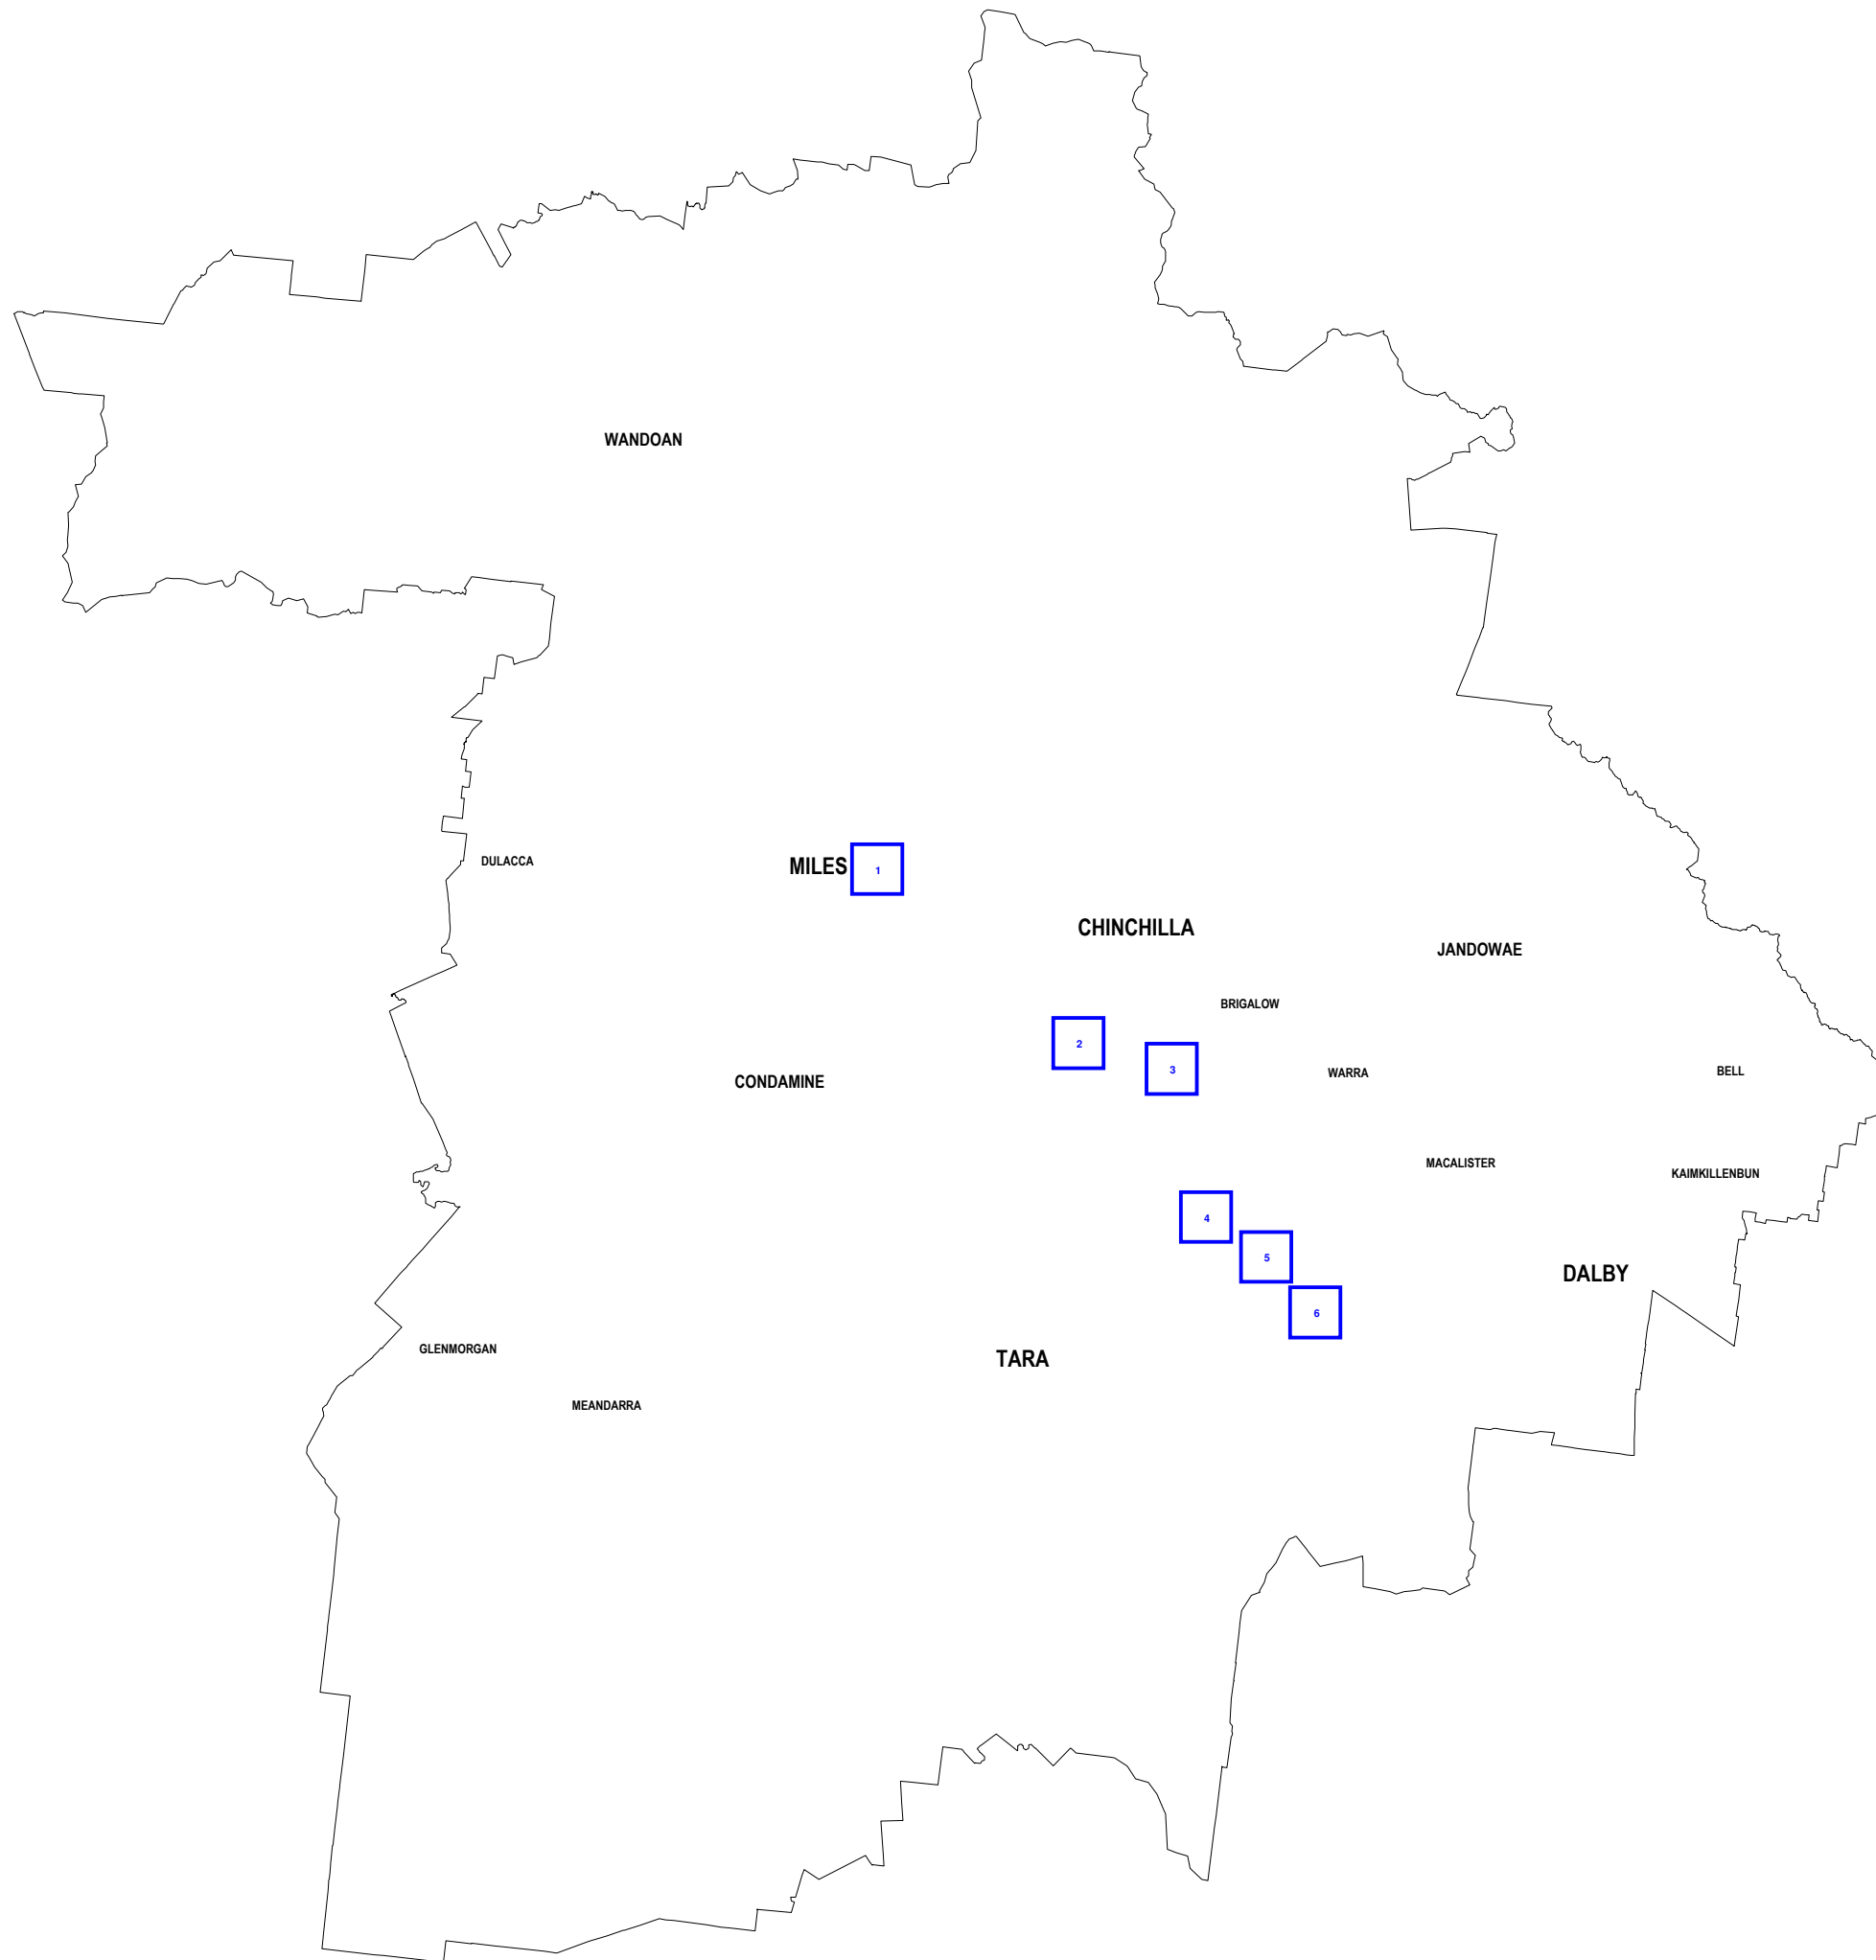 WANDOAN
DULACCA
MILES
1
CHINCHILLA
JANDOWAE
BRIGALOW
2
3
WARRA
BELL
CONDAMINE
MACALISTER
KAIMKILLENBUN
4
5
DALBY
6
GLENMORGAN
TARA
MEANDARRA